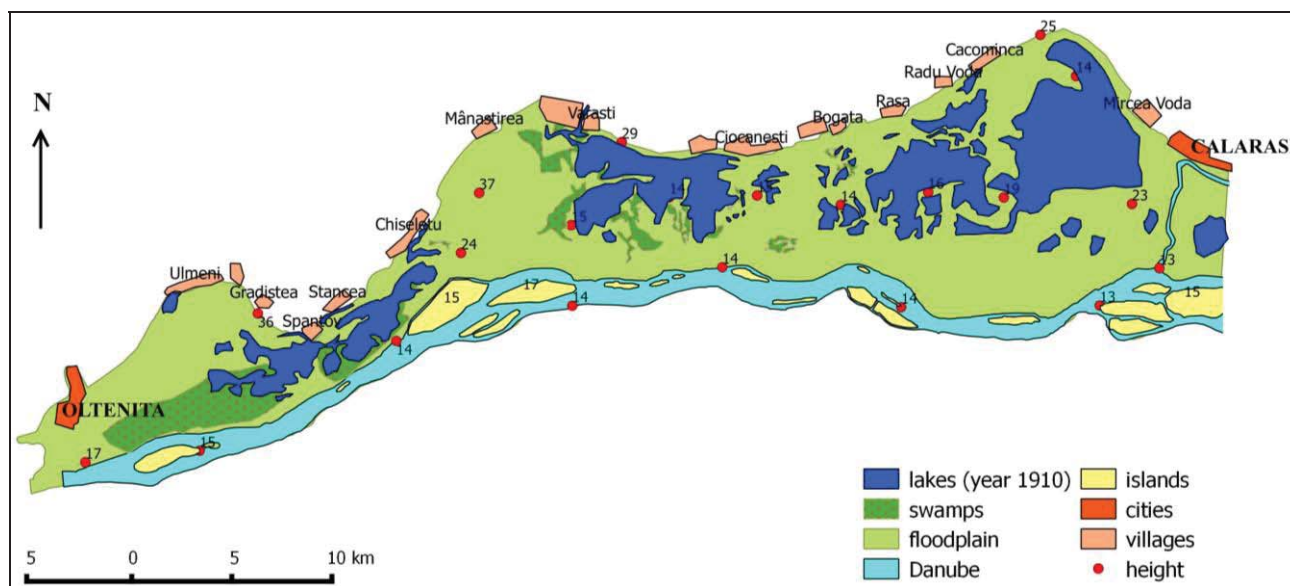 25
Cacominca
Radu Voda
14
N
Rasa
Mircea Voda
Varasti
Bogata
Mânastirea
29
Ciocanesti
CALARAS
37
14
14
16
19
23
Chiseletu
15
24
14
13
Ulmeni
15
17
15
Gradistea
Stancea
14
14
13
36
Spantov
14
OLTENITA
15
17
lakes (year 1910)
islands
swamps
cities
floodplain
villages
5 0 5 10 km
Danube
height